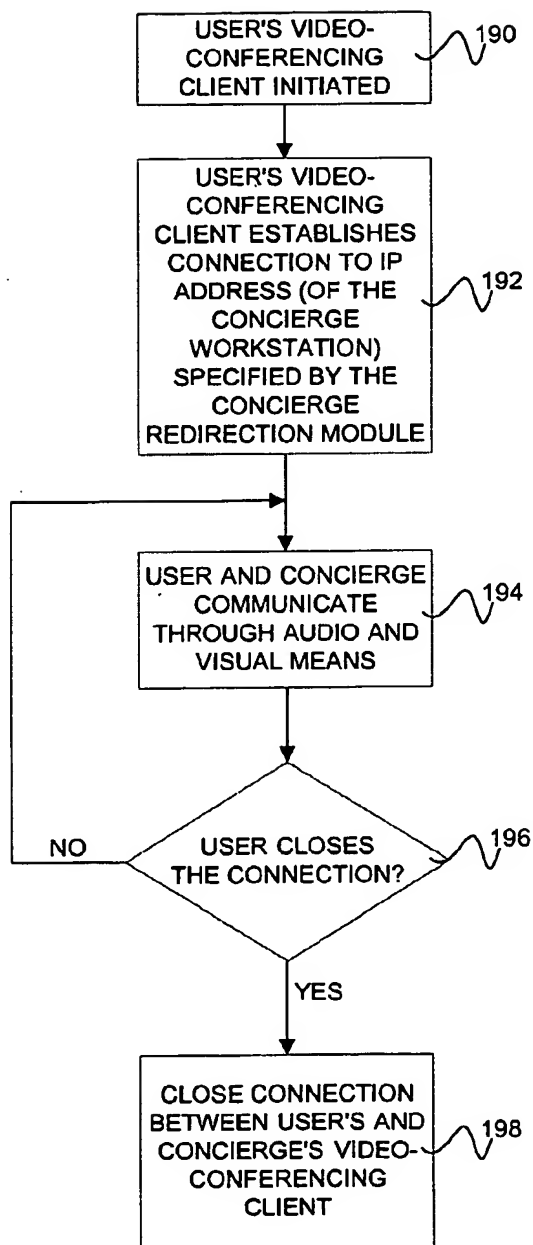 USER'S VIDEO-
CONFERENCING
CLIENT INITIATED
190
USER'S VIDEO-
CONFERENCING
CLIENT ESTABLISHES
CONNECTION TO IP
ADDRESS (OF THE
CONCIERGE
WORKSTATION)
SPECIFIED BY THE
CONCIERGE
REDIRECTION MODULE
192
USER AND CONCIERGE
COMMUNICATE
THROUGH AUDIO AND
VISUAL MEANS
194
NO
USER CLOSES
THE CONNECTION?
196
YES
CLOSE CONNECTION
BETWEEN USER'S AND
CONCIERGE'S VIDEO-
CONFERENCING
CLIENT
198